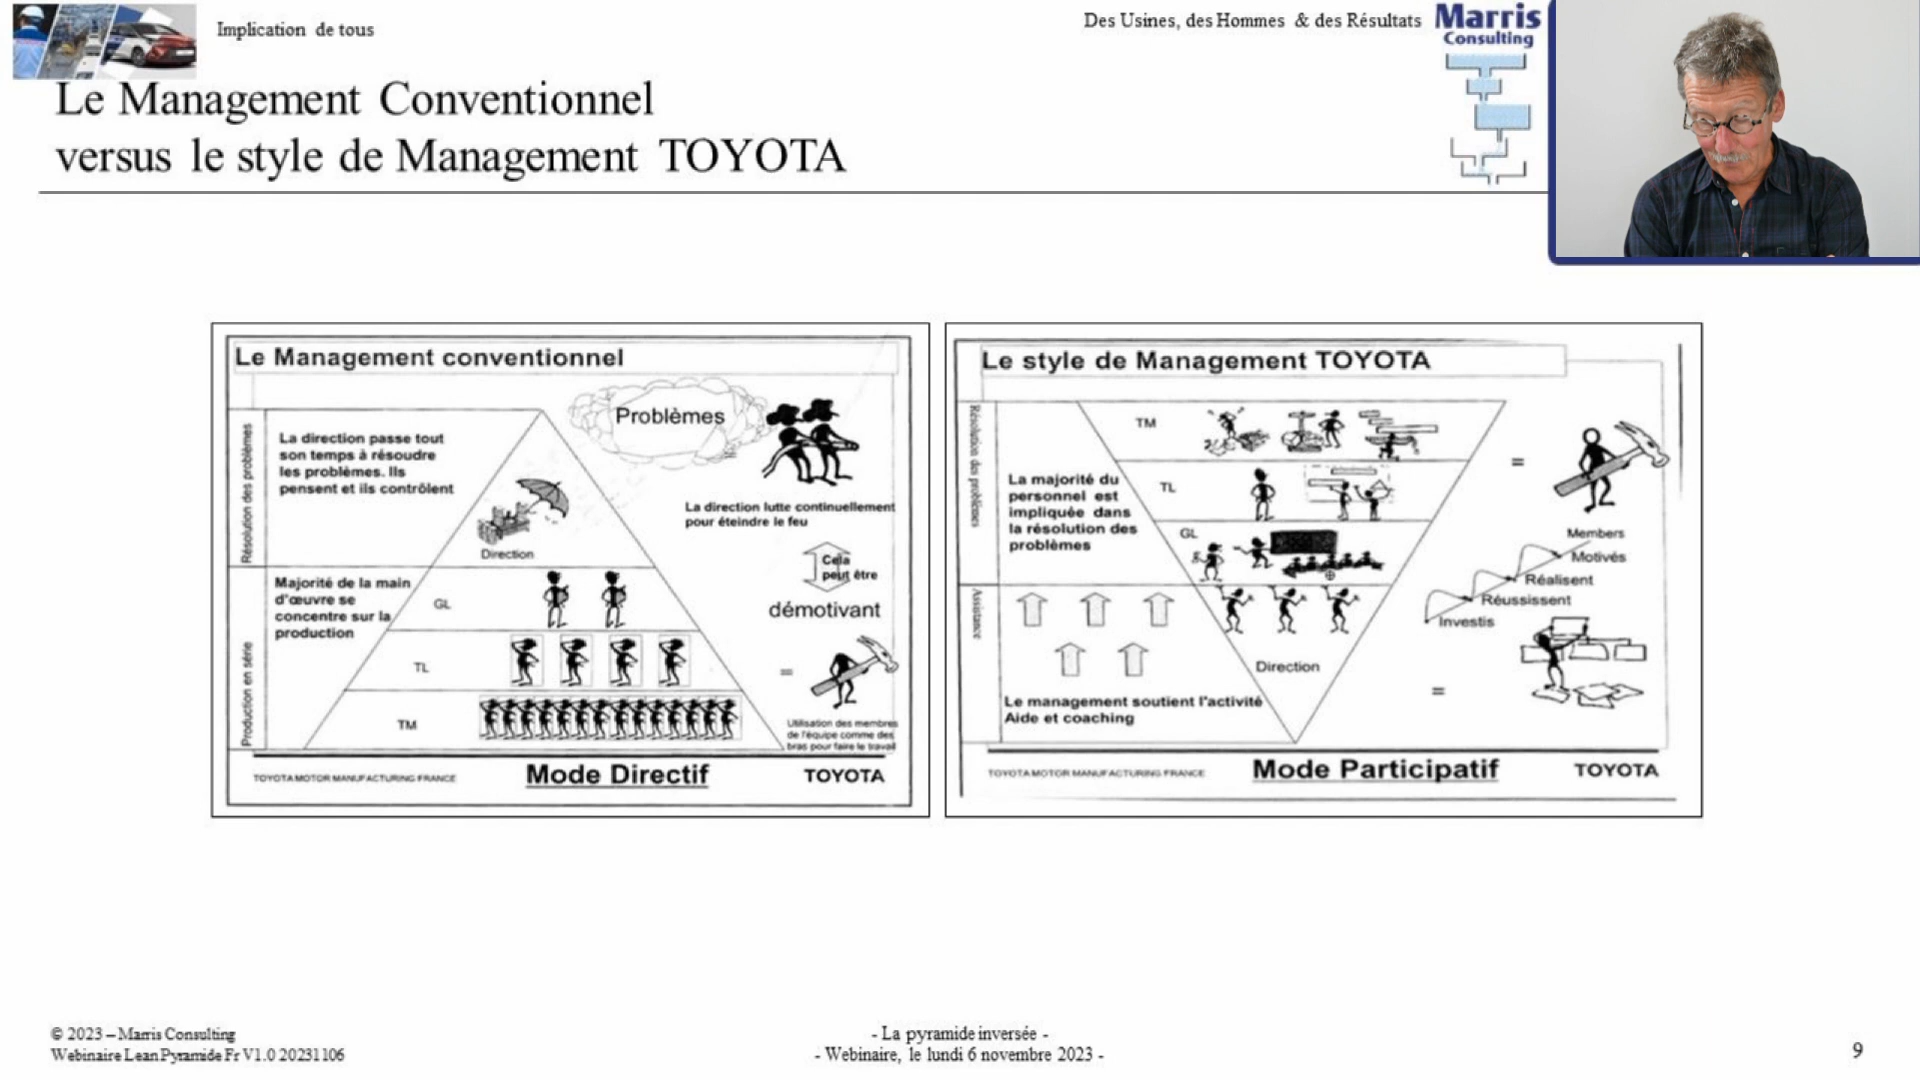 Implication de tous
Des Usines, des Hommes & des Résultats
Marris
Consulting
Le Management Conventionnel
versus le style de Management TOYOTA
Le Management conventionnel
Résolution des problèmes
Production en série
La direction passe tout
son temps à résoudre
les problèmes. Ils
pensent et ils contrôlent
Direction
Majorité de la main
d'œuvre se
concentre sur la
production
GL
TL
TM
Problèmes
La direction lutte continuellement
pour éteindre le feu
Cela
peut être
démotivant
=
Utilisation des membres
de l'équipe comme des
bras pour faire le travail
TOYOTA MOTOR MANUFACTURING FRANCE
Mode Directif
TOYOTA
Le style de Management TOYOTA
Résolution des problèmes
Assistance
TM
TL
GL
La majorité du
personnel est
impliquée dans
la résolution des
problèmes
Direction
Le management soutient l'activité
Aide et coaching
=
Members
Motivés
Réalisent
Réussissent
Investis
=
TOYOTA MOTOR MANUFACTURING FRANCE
Mode Participatif
TOYOTA
© 2023 – Marris Consulting
Webinaire Lean Pyramide Fr V1.0 20231106
- La pyramide inversée -
- Webinaire, le lundi 6 novembre 2023 -
9